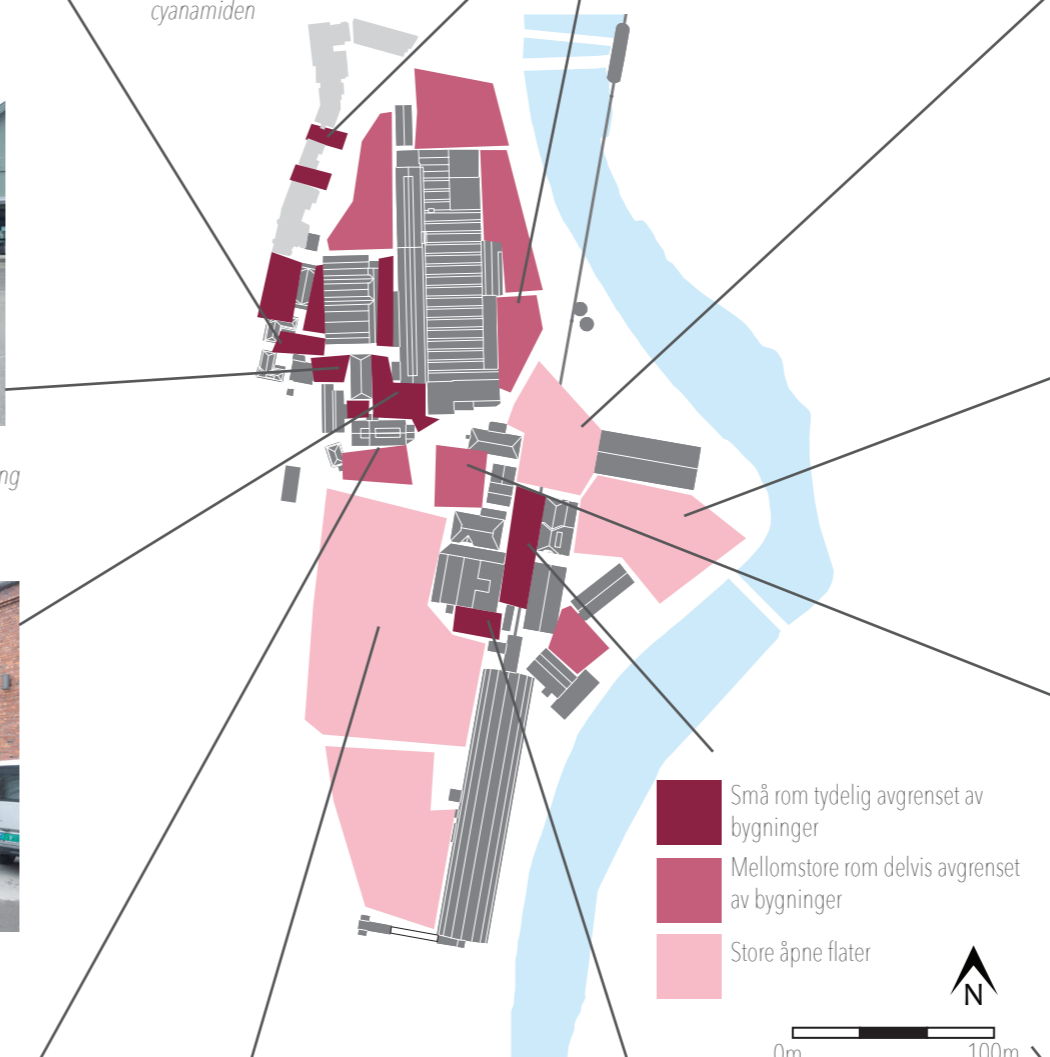 cyanamiden
ng
Små rom tydelig avgrenset av
bygninger
Mellomstore rom delvis avgrenset
av bygninger
Store åpne flater
N
0m 100m